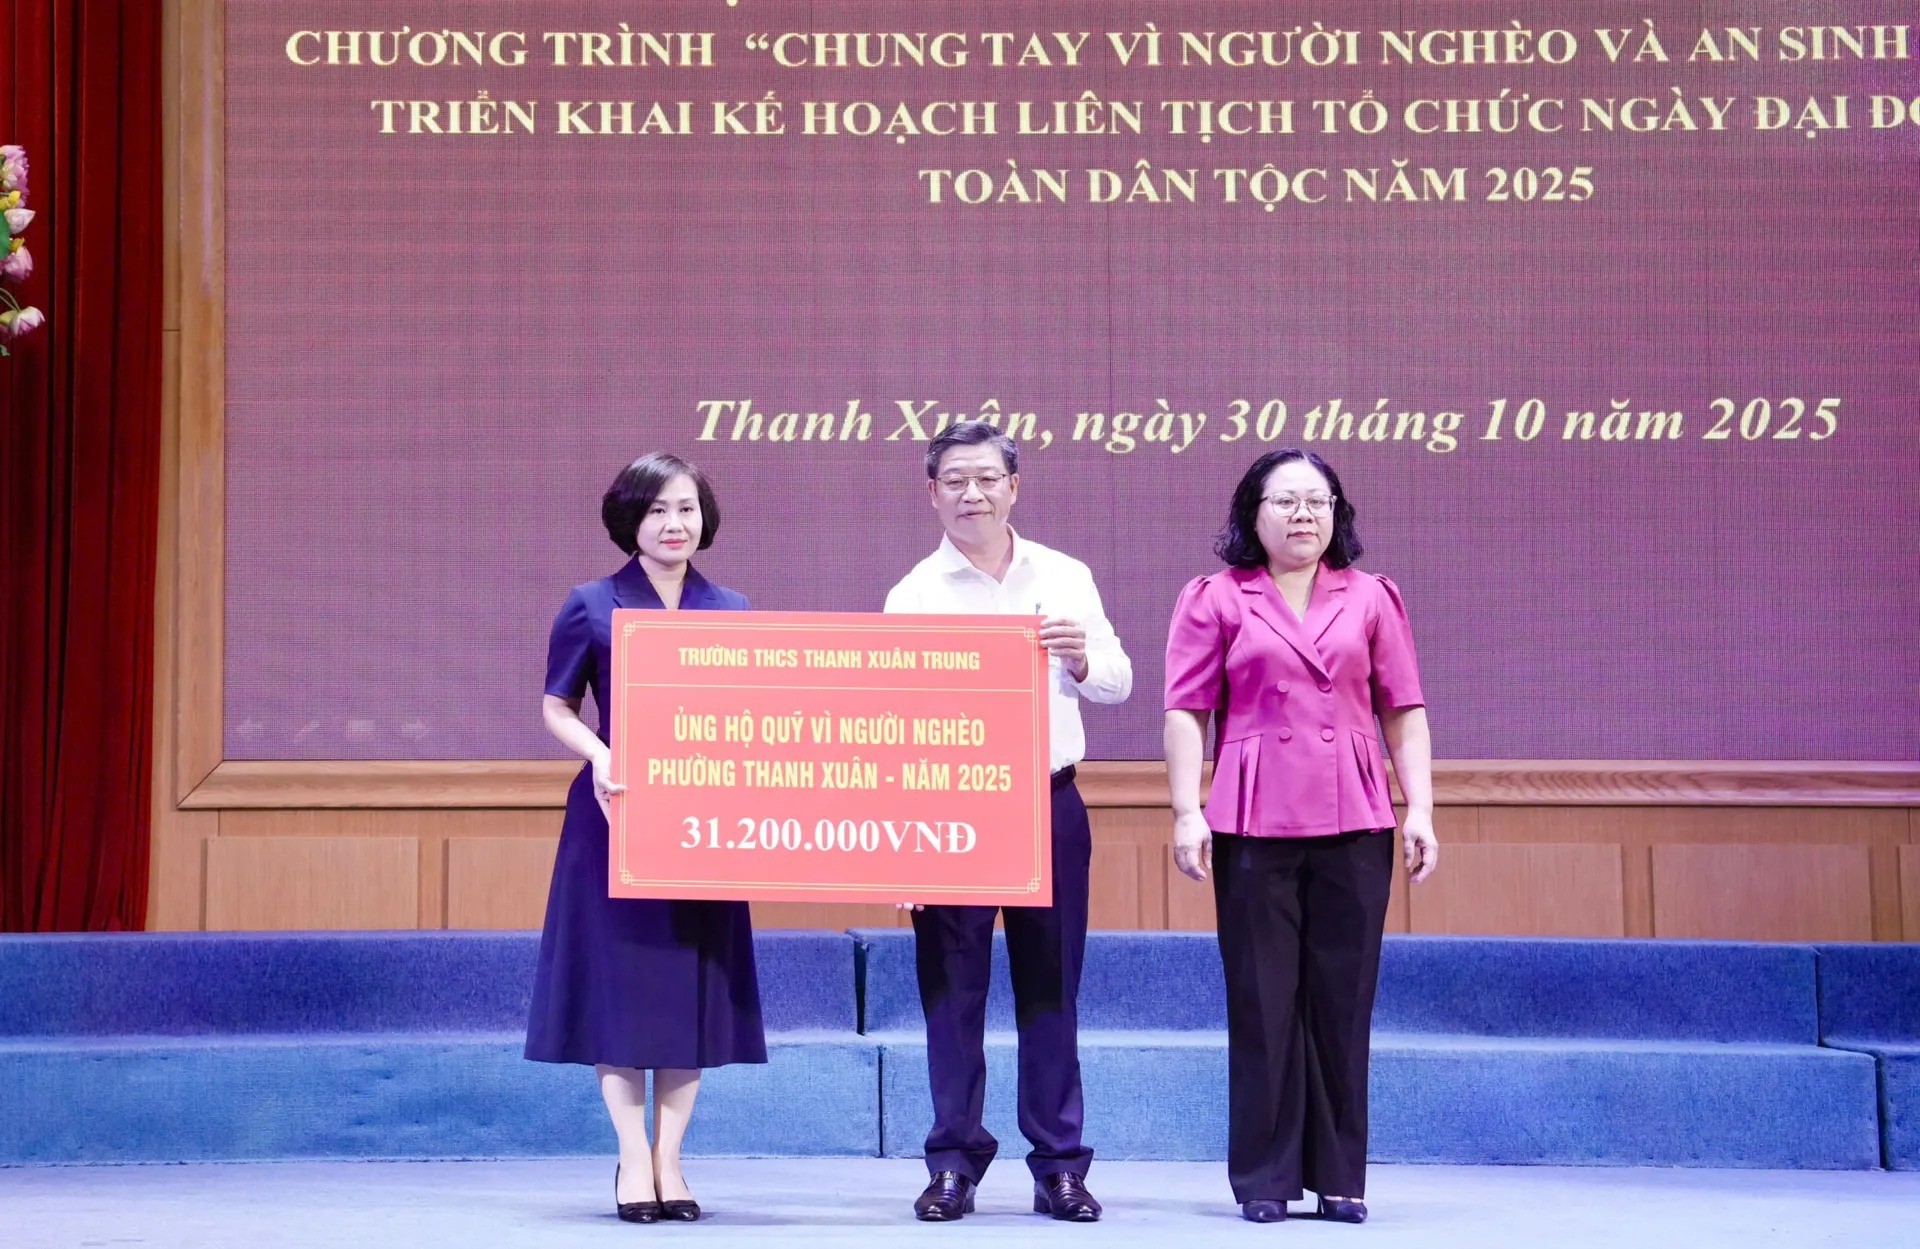 CHƯƠNG TRÌNH “CHUNG TAY VÌ NGƯỜI NGHÈO VÀ AN SINH
TRIỂN KHAI KẾ HOẠCH LIÊN TỊCH TỔ CHỨC NGÀY ĐẠI
TOÀN DÂN TỘC NĂM 2025
Thanh Xuân, ngày 30 tháng 10 năm 2025
TRƯỜNG THCS THANH XUÂN TRUNG
ỦNG HỘ QUỸ VÌ NGƯỜI NGHÈO
PHƯỜNG THANH XUÂN - NĂM 2025
31.200.000VNĐ